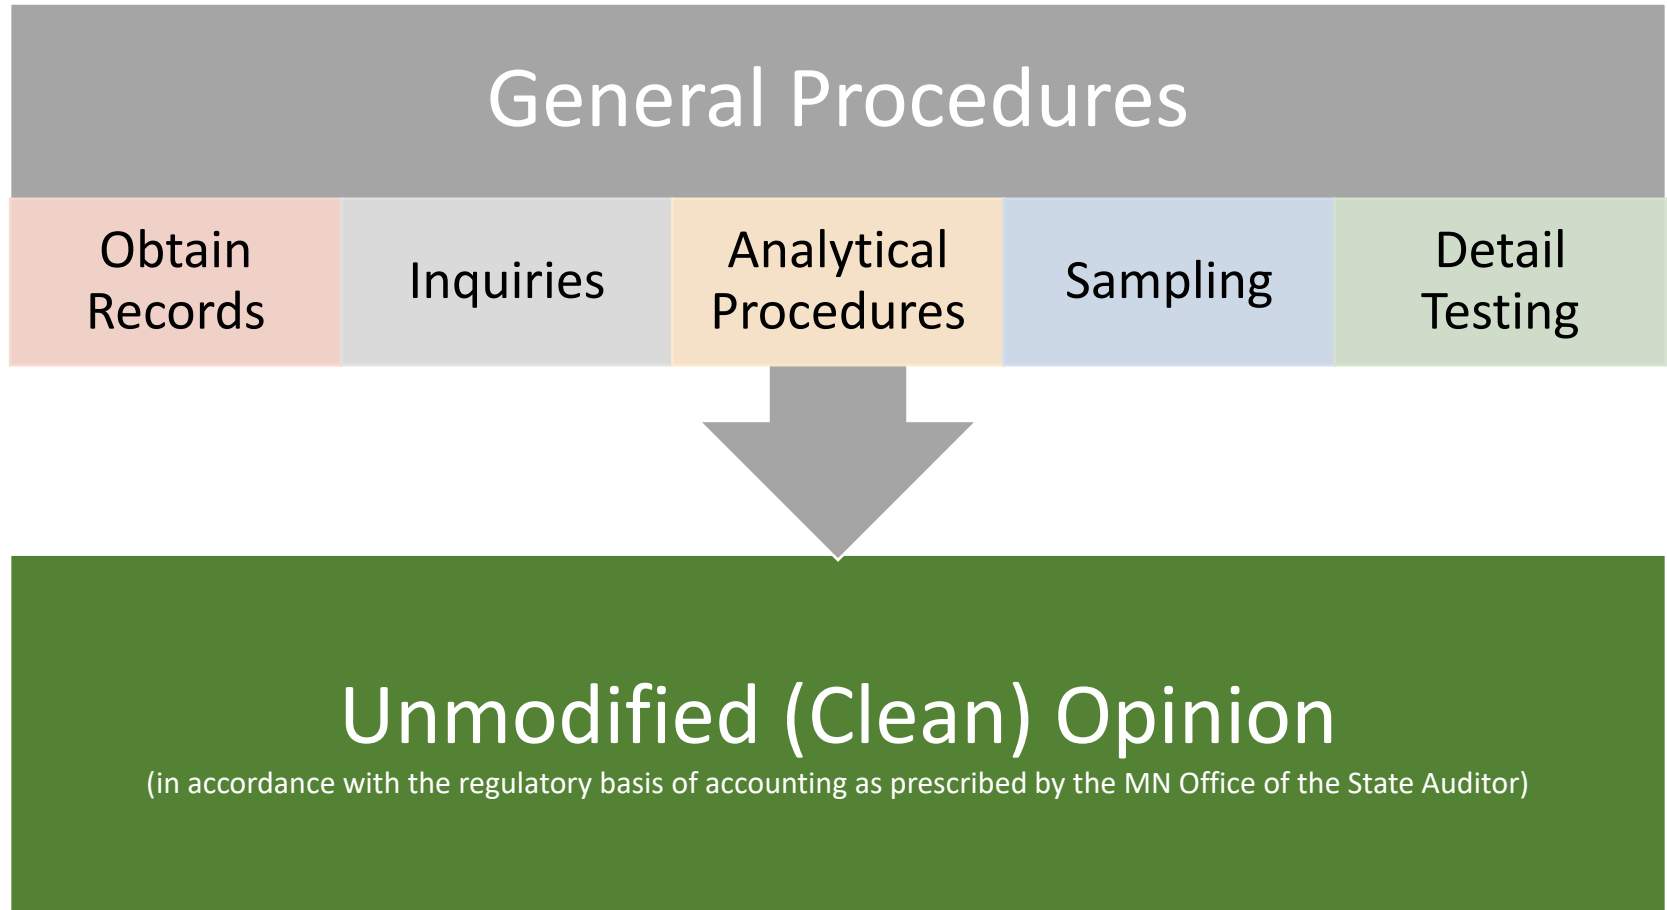 General Procedures
Obtain
Records
Inquiries
Analytical
Procedures
Sampling
Detail
Testing
Unmodified (Clean) Opinion
(in accordance with the regulatory basis of accounting as prescribed by the MN Office of the State Auditor)